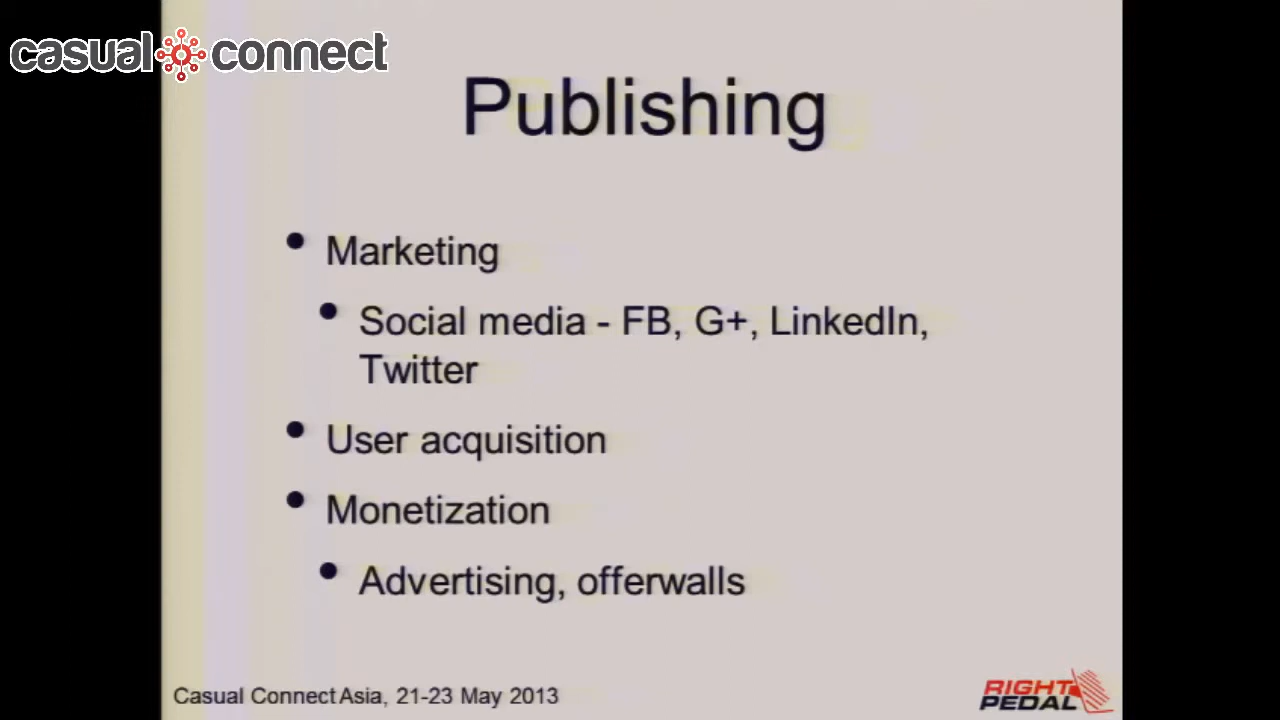 casual connect
Publishing
• Marketing
• Social media - FB, G+, LinkedIn,
Twitter
• User acquisition
• Monetization
• Advertising, offerwalls
Casual Connect Asia, 21-23 May 2013
RIGHT
PEDAL